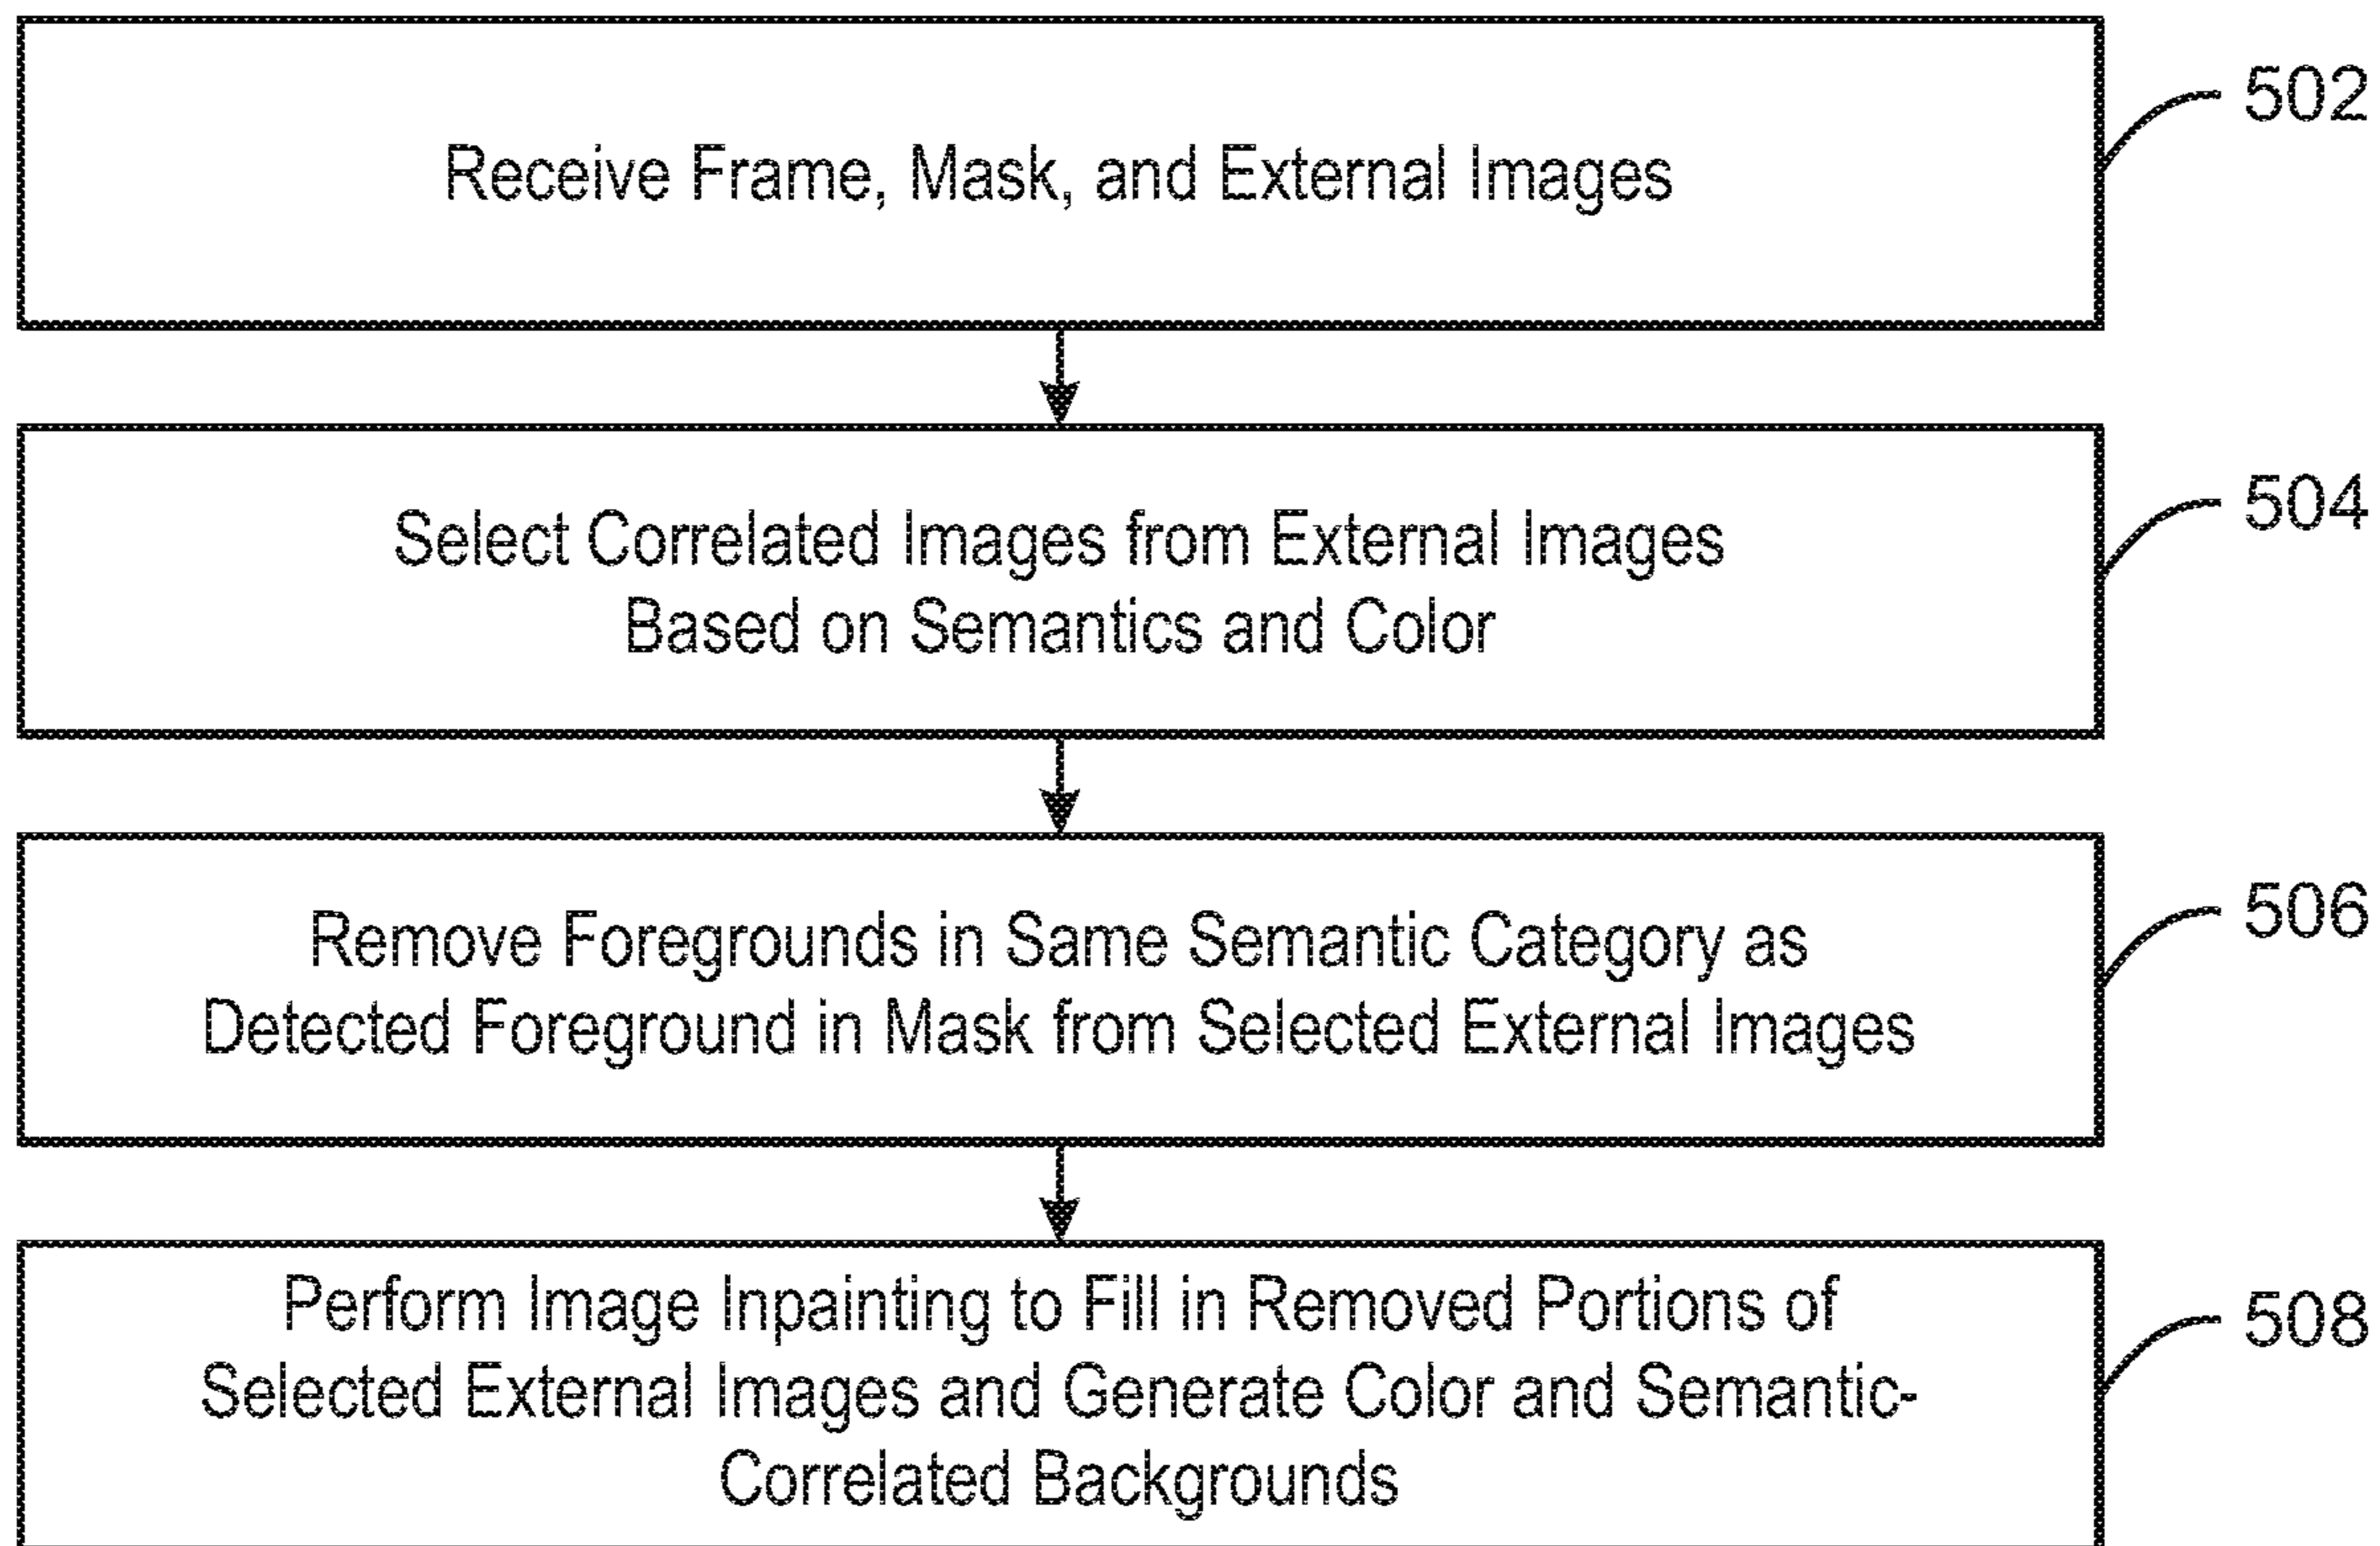 Receive Frame, Mask, and External Images
502
Select Correlated Images from External Images
Based on Semantics and Color
504
Remove Foregrounds in Same Semantic Category as
Detected Foreground in Mask from Selected External Images
506
Perform Image Inpainting to Fill in Removed Portions of
Selected External Images and Generate Color and Semantic-
Correlated Backgrounds
508